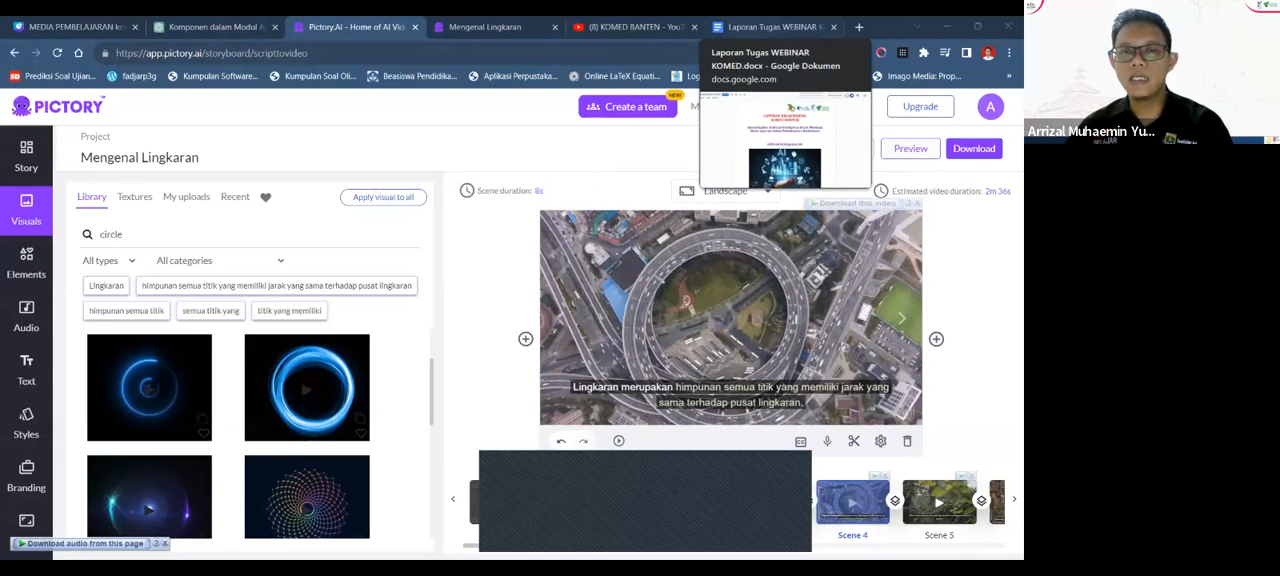 MEDIA PEMBELAJARAN ko
Komponen dalam Modul A
Pictory.AI - Home of AI Vide
Mengenal Lingkaran
(8) KOMED BANTEN - YouT
Laporan Tugas WEBINAR K
https://app.pictory.ai/storyboard/scripttovideo
Laporan Tugas WEBINAR
KOMED.docx - Google Dokumen
docs.google.com
Prediksi Soal Ujian...
fadjarp3g
Kumpulan Software...
Kumpulan Soal Oli...
Beasiswa Pendidika...
Aplikasi Perpustaka...
Online LaTeX Equati...
Imago Media: Prop...
PICTORY
Create a team
NEW
Upgrade
A
Project
Mengenal Lingkaran
Preview
Download
Story
Visuals
Elements
Audio
Text
Styles
Branding
Library
Textures
My uploads
Recent
Apply visual to all
circle
All types
All categories
Lingkaran
himpunan semua titik yang memiliki jarak yang sama terhadap pusat lingkaran
himpunan semua titik
semua titik yang
titik yang memiliki
Scene duration: 8s
Landscape
Estimated video duration: 2m 36s
Download this video
Lingkaran merupakan himpunan semua titik yang memiliki jarak yang
sama terhadap pusat lingkaran.
Scene 4
Scene 5
Download audio from this page
Arrizal Muhaemin Yu...